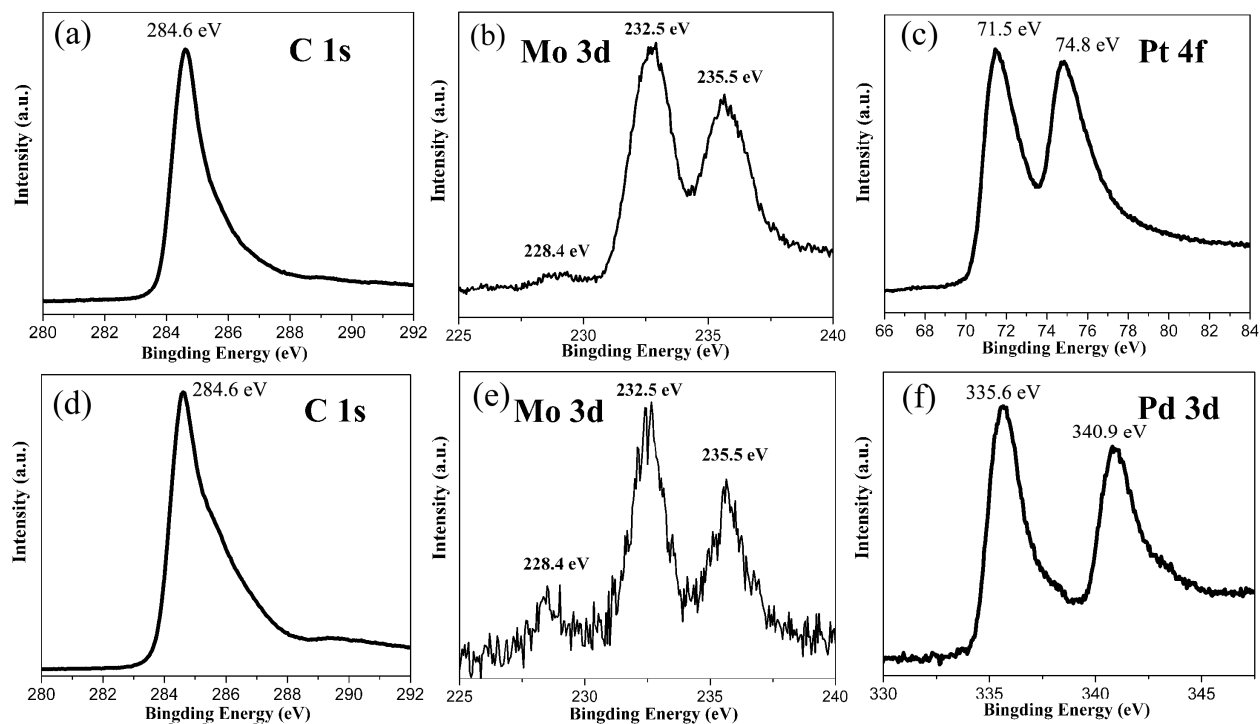 (a)
284.6 eV
C 1s
Intensity (a.u.)
280 282 284 286 288 290 292
Bingding Energy (eV)
(b)
232.5 eV
Mo 3d
235.5 eV
228.4 eV
Intensity (a.u.)
225 230 235 240
Bingding Energy (eV)
(c)
71.5 eV
74.8 eV
Pt 4f
Intensity (a.u.)
66 68 70 72 74 76 78 80 82 84
Bingding Energy (eV)
(d)
284.6 eV
C 1s
Intensity (a.u.)
280 282 284 286 288 290 292
Bingding Energy (eV)
(e)
232.5 eV
Mo 3d
235.5 eV
228.4 eV
Intensity (a.u.)
225 230 235 240
Bingding Energy (eV)
(f)
335.6 eV
Pd 3d
340.9 eV
Intensity (a.u.)
330 335 340 345
Bingding Energy (eV)